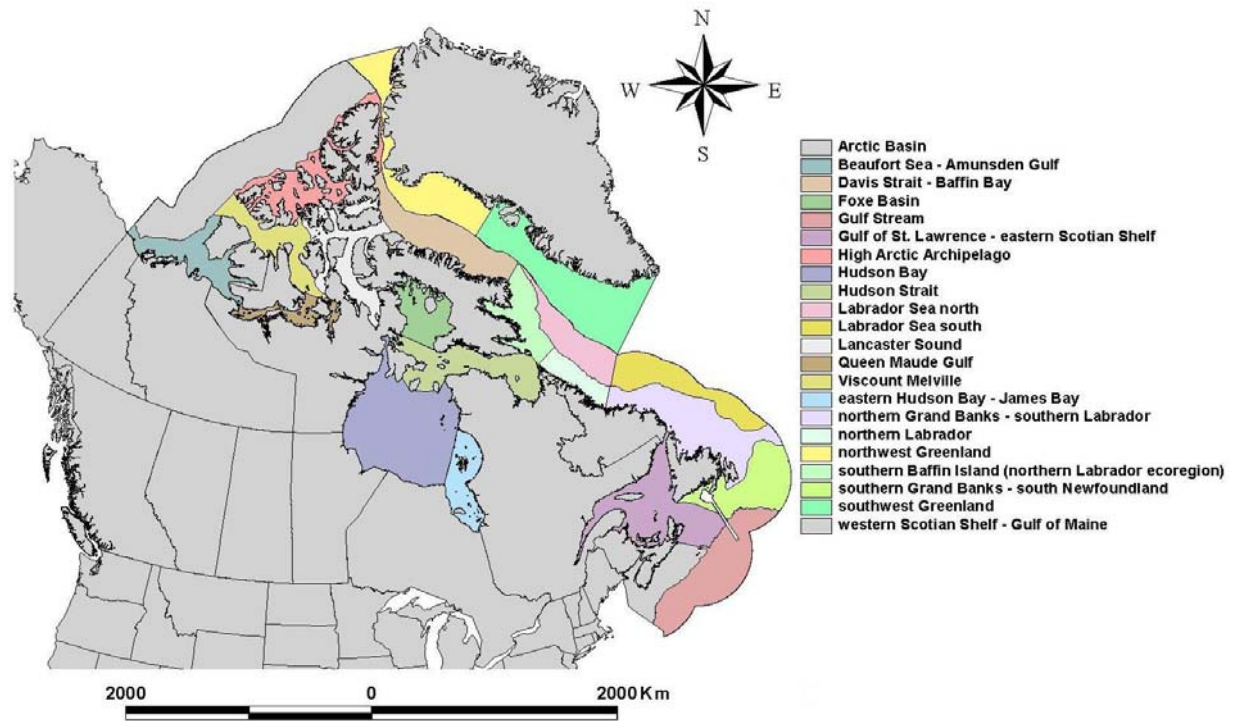 N
W
E
S
Arctic Basin
Beaufort Sea - Amunsden Gulf
Davis Strait - Baffin Bay
Foxe Basin
Gulf Stream
Gulf of St. Lawrence - eastern Scotian Shelf
High Arctic Archipelago
Hudson Bay
Hudson Strait
Labrador Sea north
Labrador Sea south
Lancaster Sound
Queen Maude Gulf
Viscount Melville
eastern Hudson Bay - James Bay
northern Grand Banks - southern Labrador
northern Labrador
northwest Greenland
southern Baffin Island (northern Labrador ecoregion)
southern Grand Banks - south Newfoundland
southwest Greenland
western Scotian Shelf - Gulf of Maine
2000 0 2000 Km